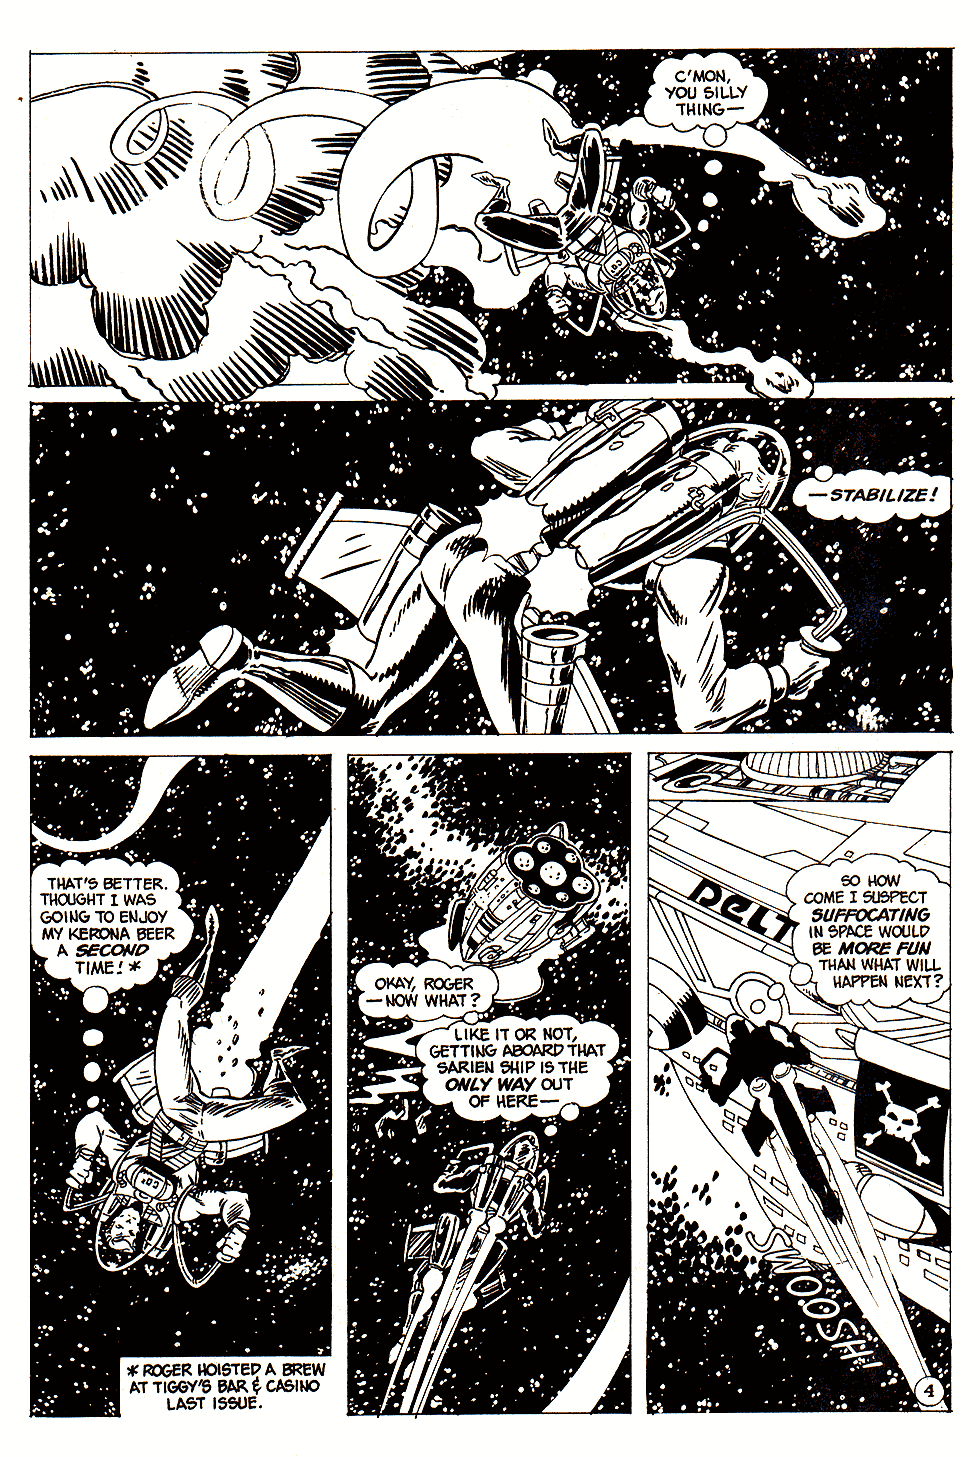 C'MON,
YOU SILLY
THING—
—STABILIZE!
THAT'S BETTER.
THOUGHT I WAS
GOING TO ENJOY
MY KERONA BEER
A SECOND
TIME! *
* ROGER HOISTED A BREW
AT TIGGY'S BAR & CASINO
LAST ISSUE.
OKAY, ROGER
—NOW WHAT?
LIKE IT OR NOT,
GETTING ABOARD THAT
SARIEN SHIP IS THE
ONLY WAY OUT
OF HERE—
SO HOW
COME I SUSPECT
SUFFOCATING
IN SPACE WOULD
BE MORE FUN
THAN WHAT WILL
HAPPEN NEXT?
DELT
SWOOSH!
4